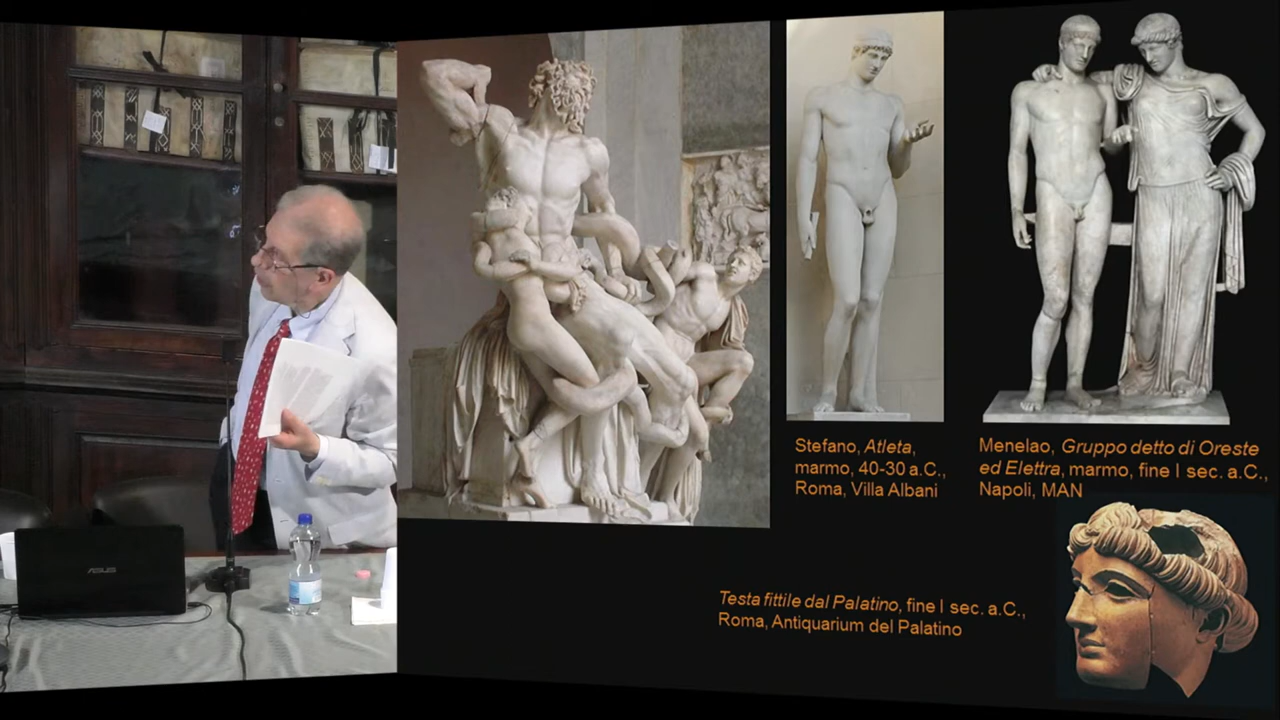 Stefano, Atleta,
marmo, 40-30 a.C.,
Roma, Villa Albani
Menelao, Gruppo detto di Oreste
ed Elettra, marmo, fine I sec. a.C.,
Napoli, MAN
Testa fittile dal Palatino, fine I sec. a.C.,
Roma, Antiquarium del Palatino
ASUS